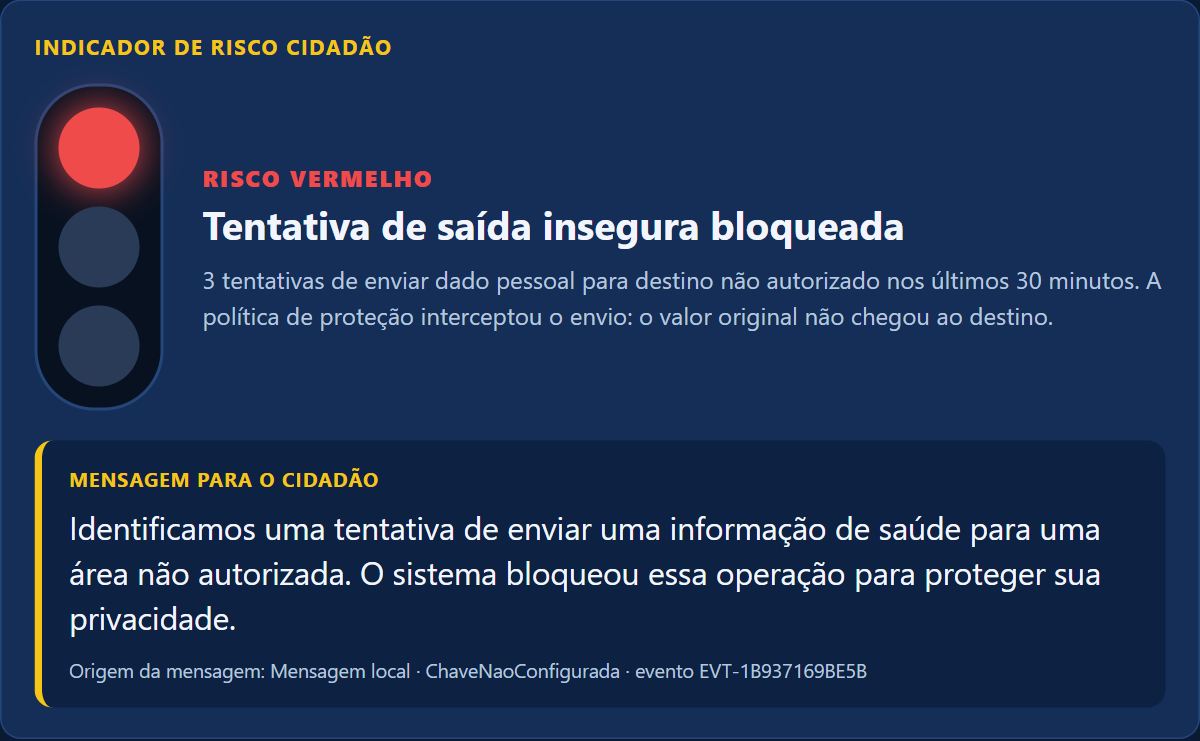 INDICADOR DE RISCO CIDADÃO
RISCO VERMELHO
Tentativa de saída insegura bloqueada
3 tentativas de enviar dado pessoal para destino não autorizado nos últimos 30 minutos. A
política de proteção interceptou o envio: o valor original não chegou ao destino.
MENSAGEM PARA O CIDADÃO
Identificamos uma tentativa de enviar uma informação de saúde para uma
área não autorizada. O sistema bloqueou essa operação para proteger sua
privacidade.
Origem da mensagem: Mensagem local · ChaveNaoConfigurada · evento EVT-1B937169BE5B